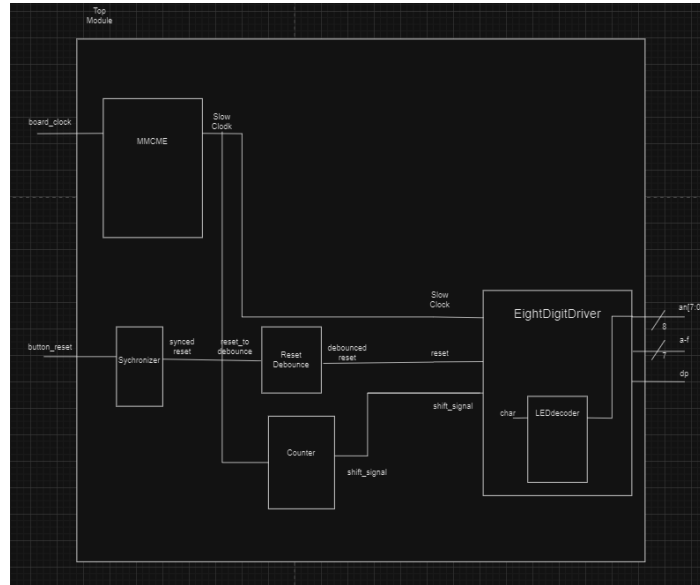 Top
Module
board_clock
MMCME
Slow
Clodk
Slow
Clock
EightDigitDriver
an[7:0
8
a-f
7
dp
button_reset
Sychronizer
synced
reset
reset_to
debounce
Reset
Debounce
debounced
reset
reset
shift_signal
char
LEDdecoder
Counter
shift_signal